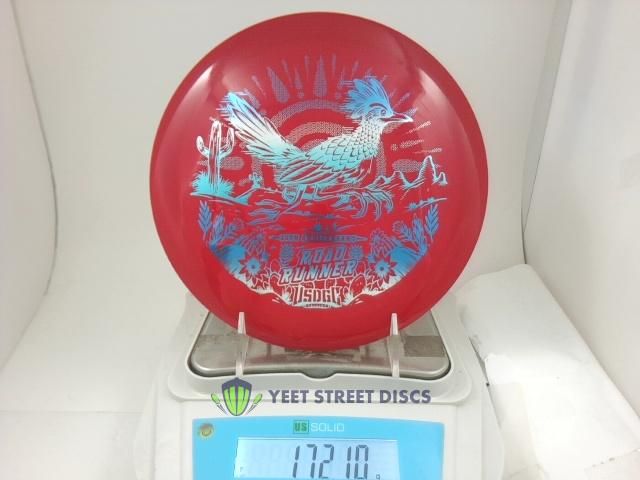 ROAD
RUNNER
USDGC
YEET STREET DISCS
US SOLID
172.10 g